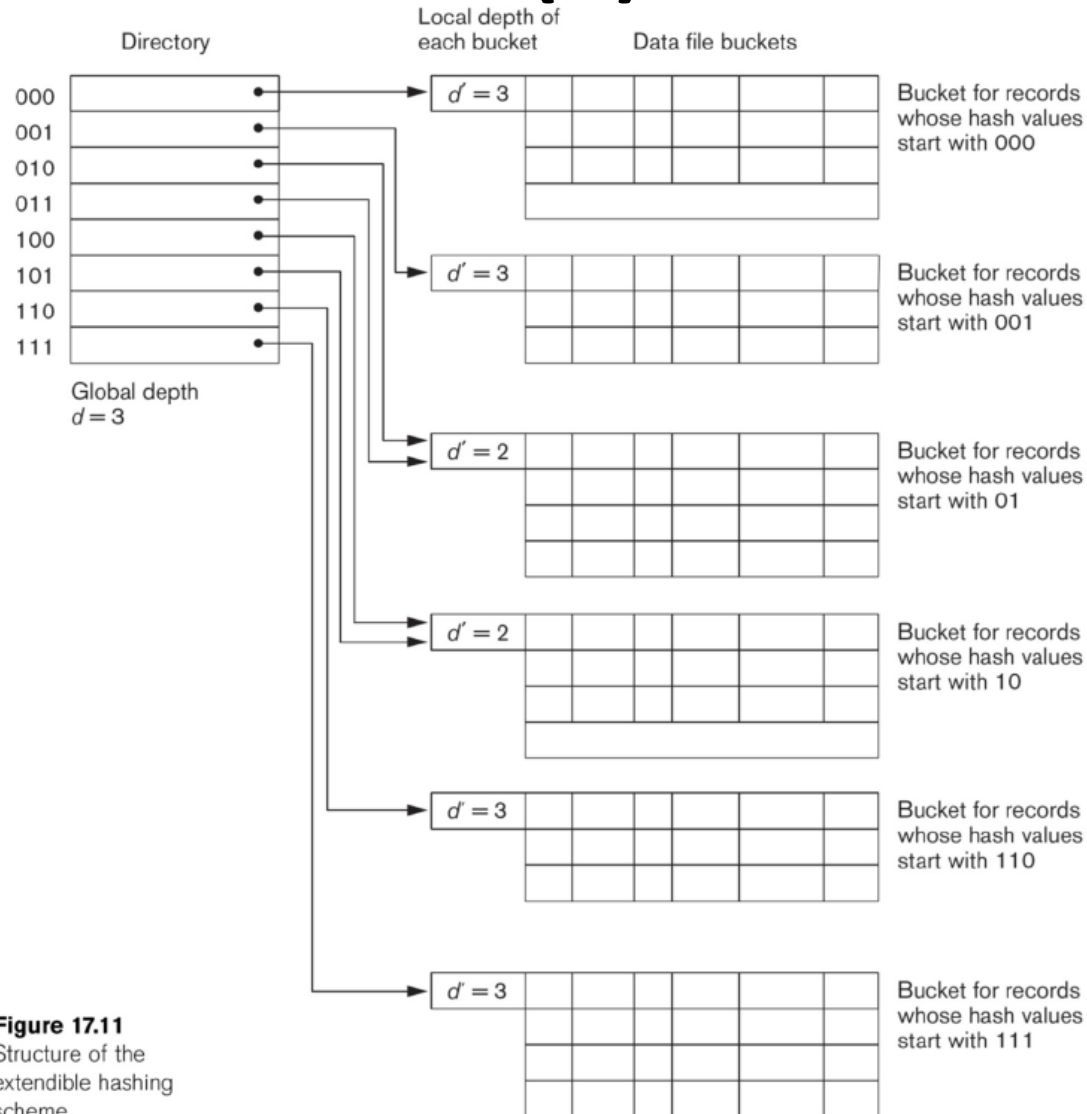 Directory
Local depth of
each bucket
Data file buckets
000
001
010
011
100
101
110
111
Global depth
d = 3
d′ = 3
Bucket for records
whose hash values
start with 000
d′ = 3
Bucket for records
whose hash values
start with 001
d′ = 2
Bucket for records
whose hash values
start with 01
d′ = 2
Bucket for records
whose hash values
start with 10
d′ = 3
Bucket for records
whose hash values
start with 110
d′ = 3
Bucket for records
whose hash values
start with 111
Figure 17.11
Structure of the
extendible hashing
scheme